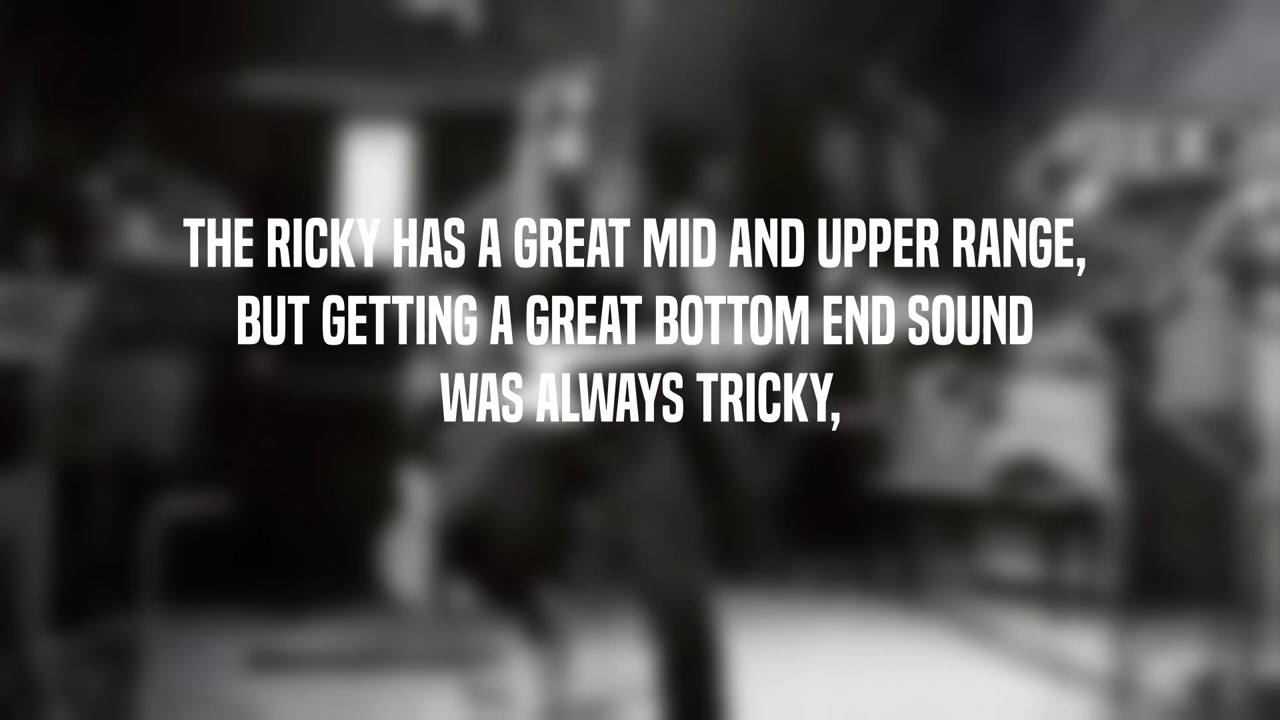 THE RICKY HAS A GREAT MID AND UPPER RANGE,
BUT GETTING A GREAT BOTTOM END SOUND
WAS ALWAYS TRICKY,